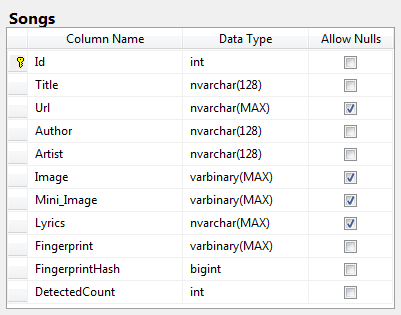 Songs
Column Name Data Type Allow Nulls
Id int
Title nvarchar(128)
Url nvarchar(MAX)
Author nvarchar(128)
Artist nvarchar(128)
Image varbinary(MAX)
Mini_Image varbinary(MAX)
Lyrics nvarchar(MAX)
Fingerprint varbinary(MAX)
FingerprintHash bigint
DetectedCount int